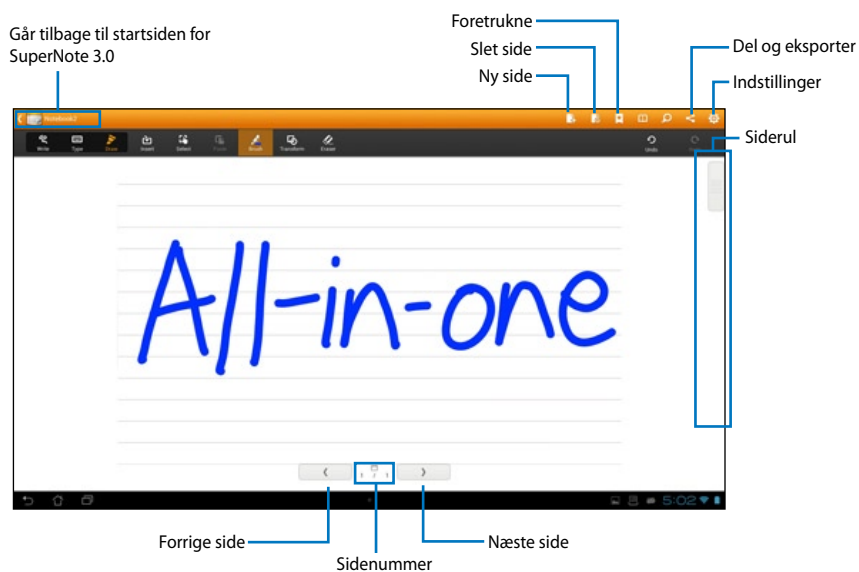 Går tilbage til startsiden for
SuperNote 3.0
Foretrukne
Slet side
Ny side
Del og eksporter
Indstillinger
Siderul
Notebook2
Write Type Draw Insert Select Brush Transform Eraser Undo
All-in-one
1 / 1
5:02
Forrige side
Sidenummer
Næste side